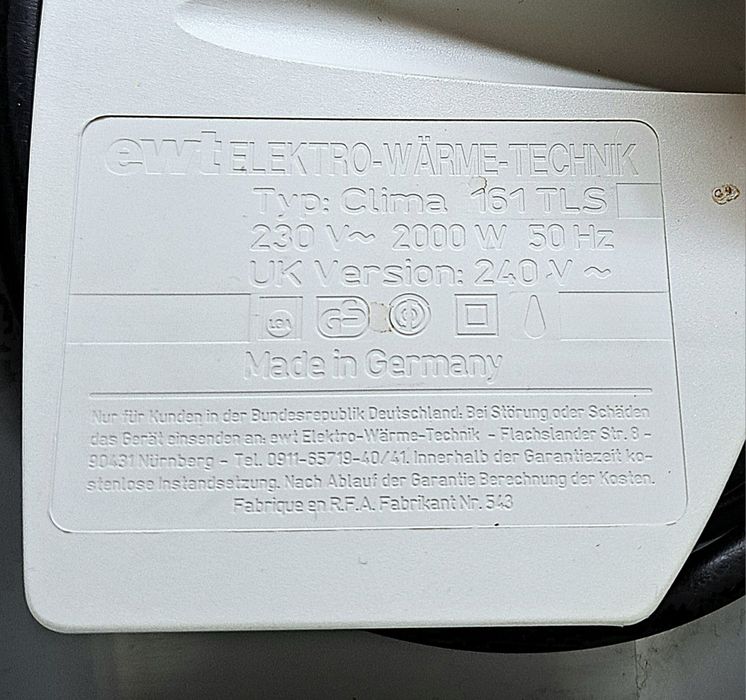 ewt ELEKTRO-WÄRME-TECHNIK
Typ: Clima 161 TLS
230 V~ 2000 W 50 Hz
UK Version: 240 V ~
LGA GS
Made in Germany
Nur für Kunden in der Bundesrepublik Deutschland: Bei Störung oder Schäden
das Gerät einsenden an: ewt Elektro-Wärme-Technik - Flachslander Str. 8 -
90431 Nürnberg - Tel. 0911-65719-40/41. Innerhalb der Garantiezeit ko-
stenlose Instandsetzung. Nach Ablauf der Garantie Berechnung der Kosten.
Fabrique en R.F.A. Fabrikant Nr. 543